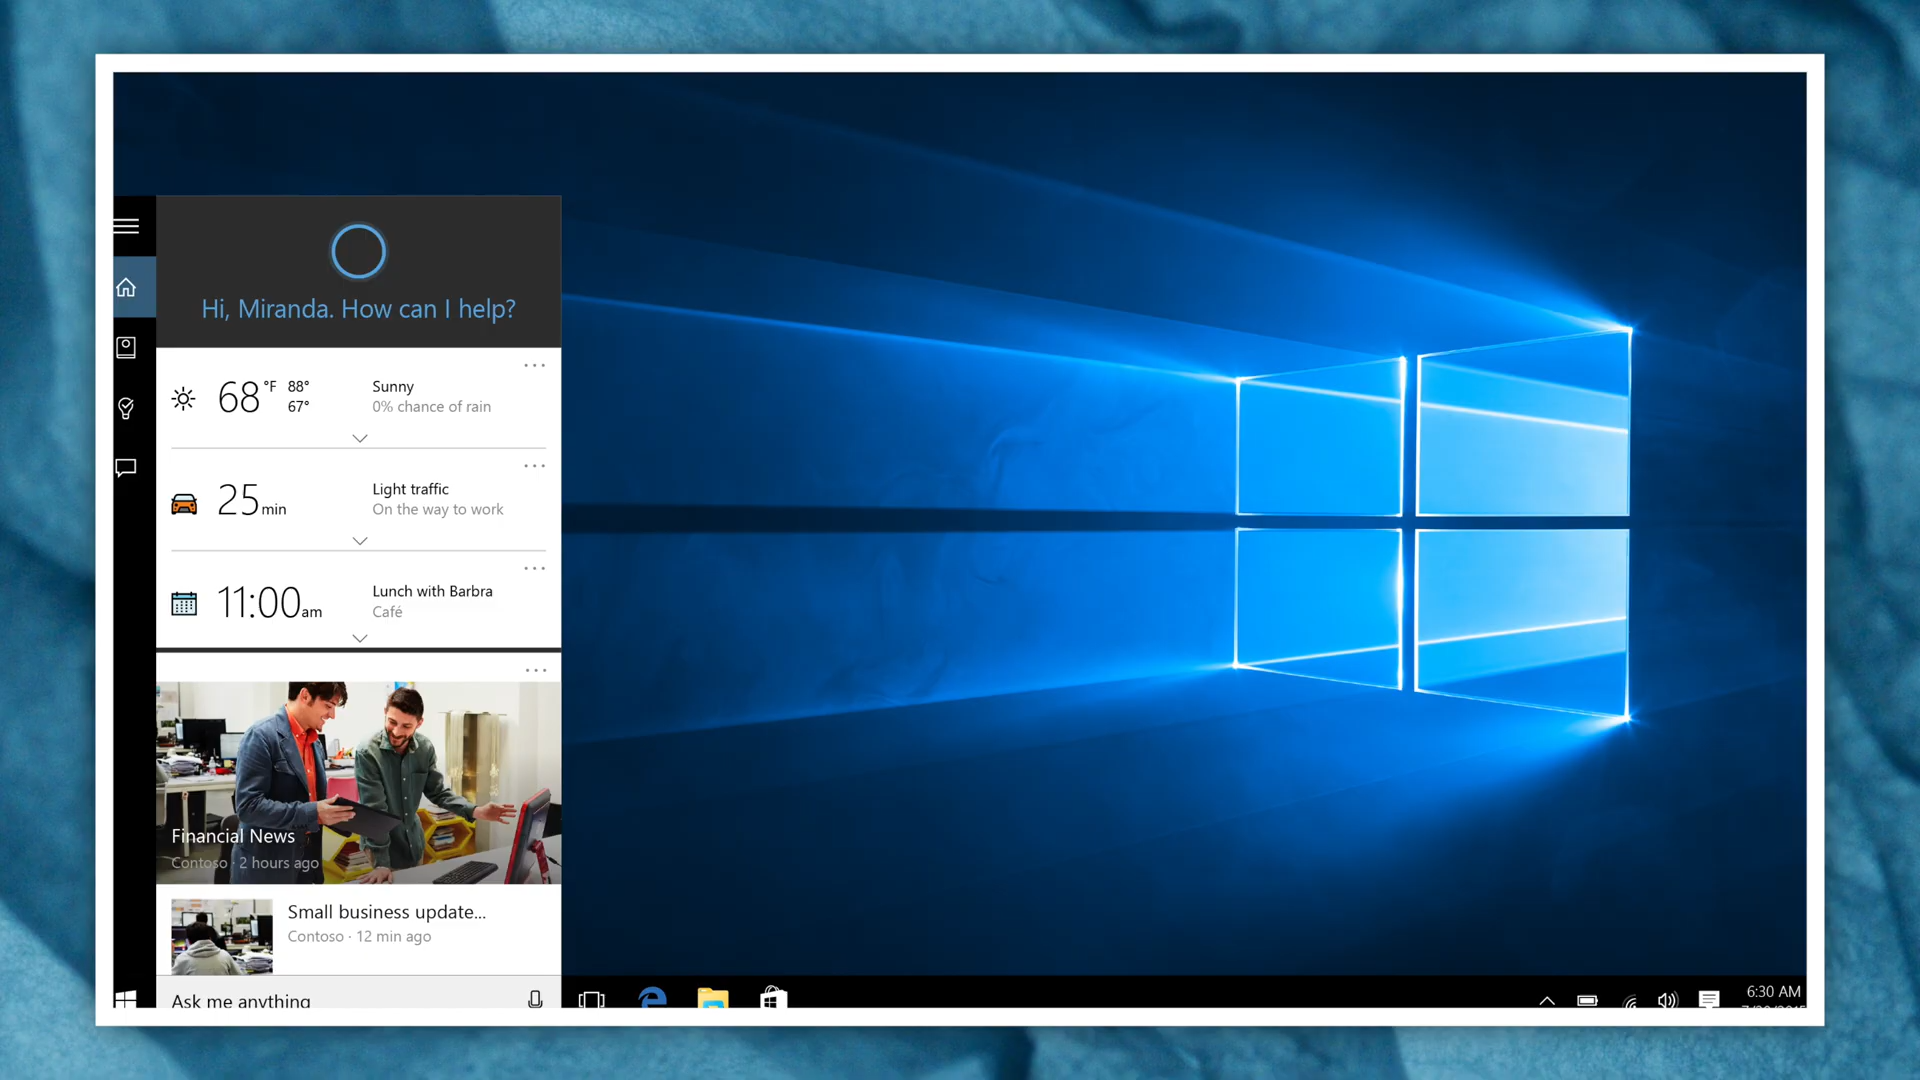 Hi, Miranda. How can I help?
68 °F 88° 67°
Sunny
0% chance of rain
25 min
Light traffic
On the way to work
11:00 am
Lunch with Barbra
Café
Financial News
Contoso · 2 hours ago
Small business update...
Contoso · 12 min ago
Ask me anything
6:30 AM